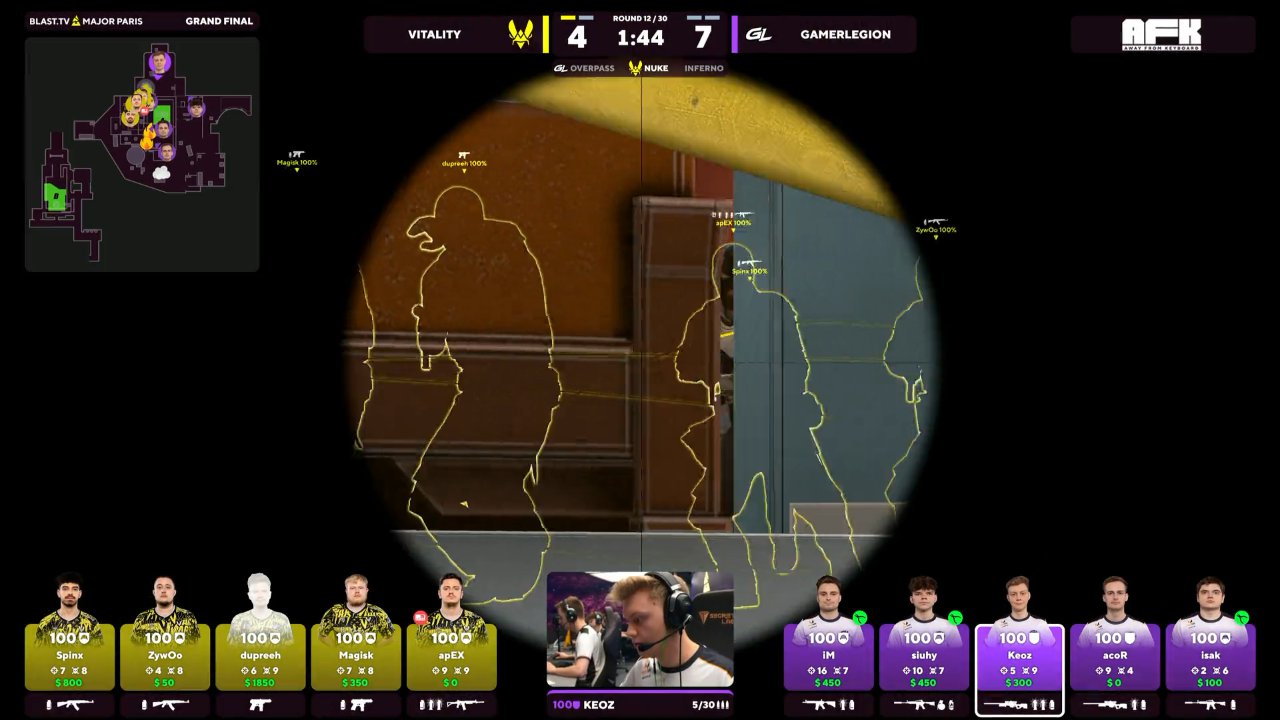 BLAST.TV MAJOR PARIS GRAND FINAL
VITALITY 4 ROUND 12 / 30 1:44 7 GL GAMERLEGION
AFK
AWAY FROM KEYBOARD
GL OVERPASS NUKE INFERNO
Magisk 100%
dupreeh 100%
apEX 100%
ZywOo 100%
Spinx 100%
SECRETLAB
100 100 100 100 100
Spinx ZywOo dupreeh Magisk apEX
7 8 4 8 6 9 7 8 9 9
$800 $50 $1850 $350 $0
100 KEOZ 5/30
100 100 100 100 100
iM siuhy Keoz acoR isak
16 7 10 7 5 9 9 4 2 6
$450 $450 $300 $0 $100